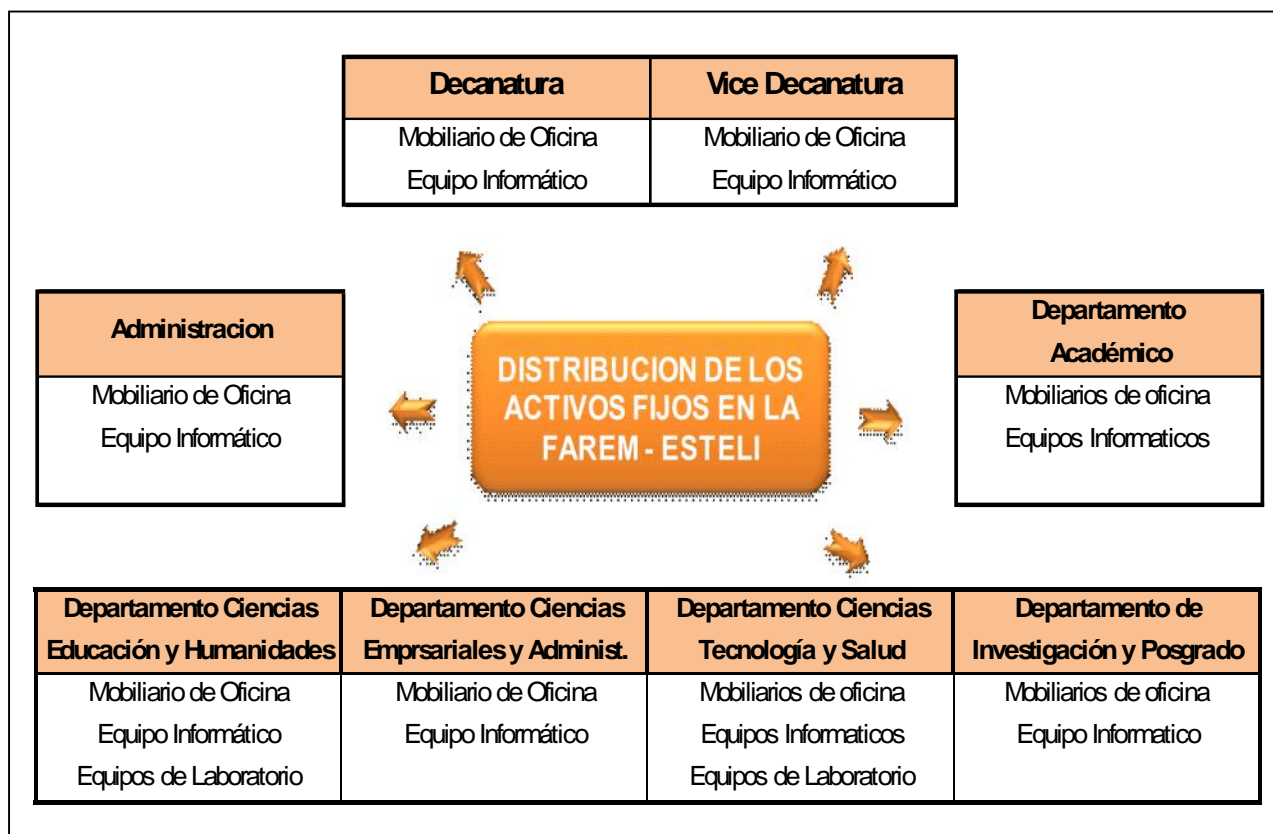 Decanatura
Vice Decanatura
Mobiliario de Oficina
Equipo Informático
Mobiliario de Oficina
Equipo Informático
Administracion
Mobiliario de Oficina
Equipo Informático
DISTRIBUCION DE LOS
ACTIVOS FIJOS EN LA
FAREM - ESTELI
Departamento
Académico
Mobiliarios de oficina
Equipos Informaticos
Departamento Ciencias
Educación y Humanidades
Mobiliario de Oficina
Equipo Informático
Equipos de Laboratorio
Departamento Ciencias
Emprsariales y Administ.
Mobiliario de Oficina
Equipo Informático
Departamento Ciencias
Tecnología y Salud
Mobiliarios de oficina
Equipos Informaticos
Equipos de Laboratorio
Departamento de
Investigación y Posgrado
Mobiliarios de oficina
Equipo Informatico